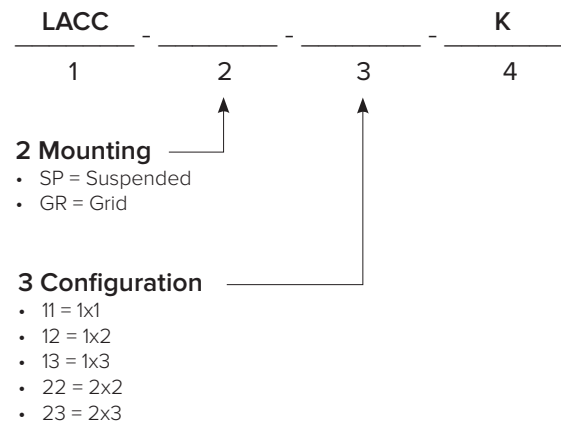 LACC - - - K
1 2 3 4
2 Mounting
• SP = Suspended
• GR = Grid
3 Configuration
• 11 = 1x1
• 12 = 1x2
• 13 = 1x3
• 22 = 2x2
• 23 = 2x3